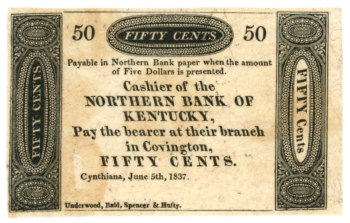 50 FIFTY CENTS 50
Payable in Northern Bank paper when the amount
of Five Dollars is presented.
Cashier of the
NORTHERN BANK OF
KENTUCKY,
Pay the bearer at their branch
in Covington,
FIFTY CENTS.
Cynthiana, June 5th, 1837.
Underwood, Bald, Spencer & Hufty.
FIFTY CENTS
Fifty Cents